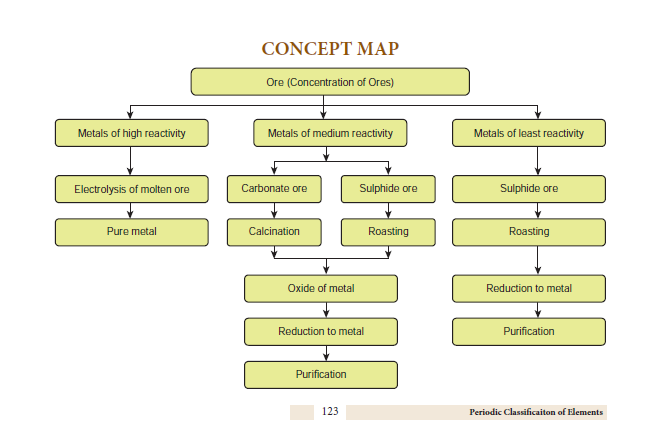 CONCEPT MAP
Ore (Concentration of Ores)
Metals of high reactivity
Metals of medium reactivity
Metals of least reactivity
Electrolysis of molten ore
Carbonate ore
Sulphide ore
Sulphide ore
Pure metal
Calcination
Roasting
Roasting
Oxide of metal
Reduction to metal
Reduction to metal
Purification
Purification
123
Periodic Classificaiton of Elements